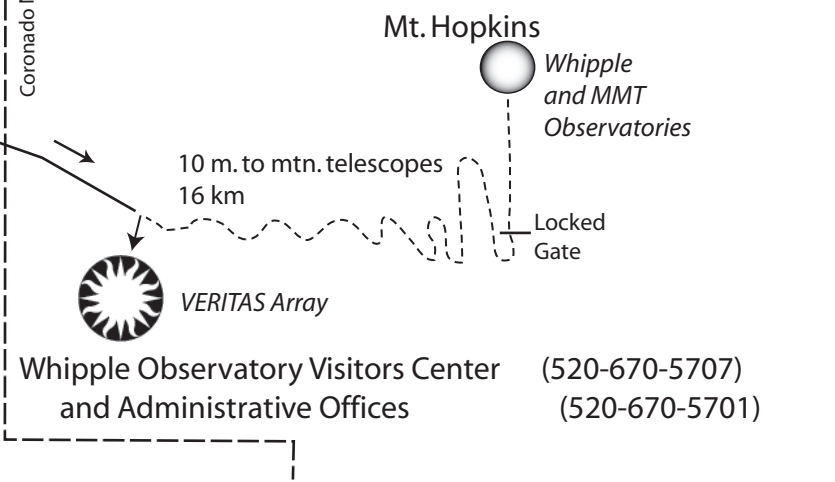 Coronado
Mt. Hopkins
Whipple
and MMT
Observatories
10 m. to mtn. telescopes
16 km
Locked
Gate
VERITAS Array
Whipple Observatory Visitors Center (520-670-5707)
and Administrative Offices (520-670-5701)